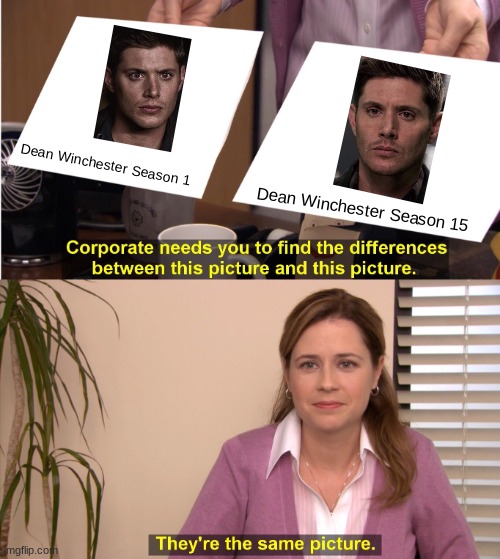 Dean Winchester Season 1
Dean Winchester Season 15
Corporate needs you to find the differences
between this picture and this picture.
They're the same picture.
imgflip.com